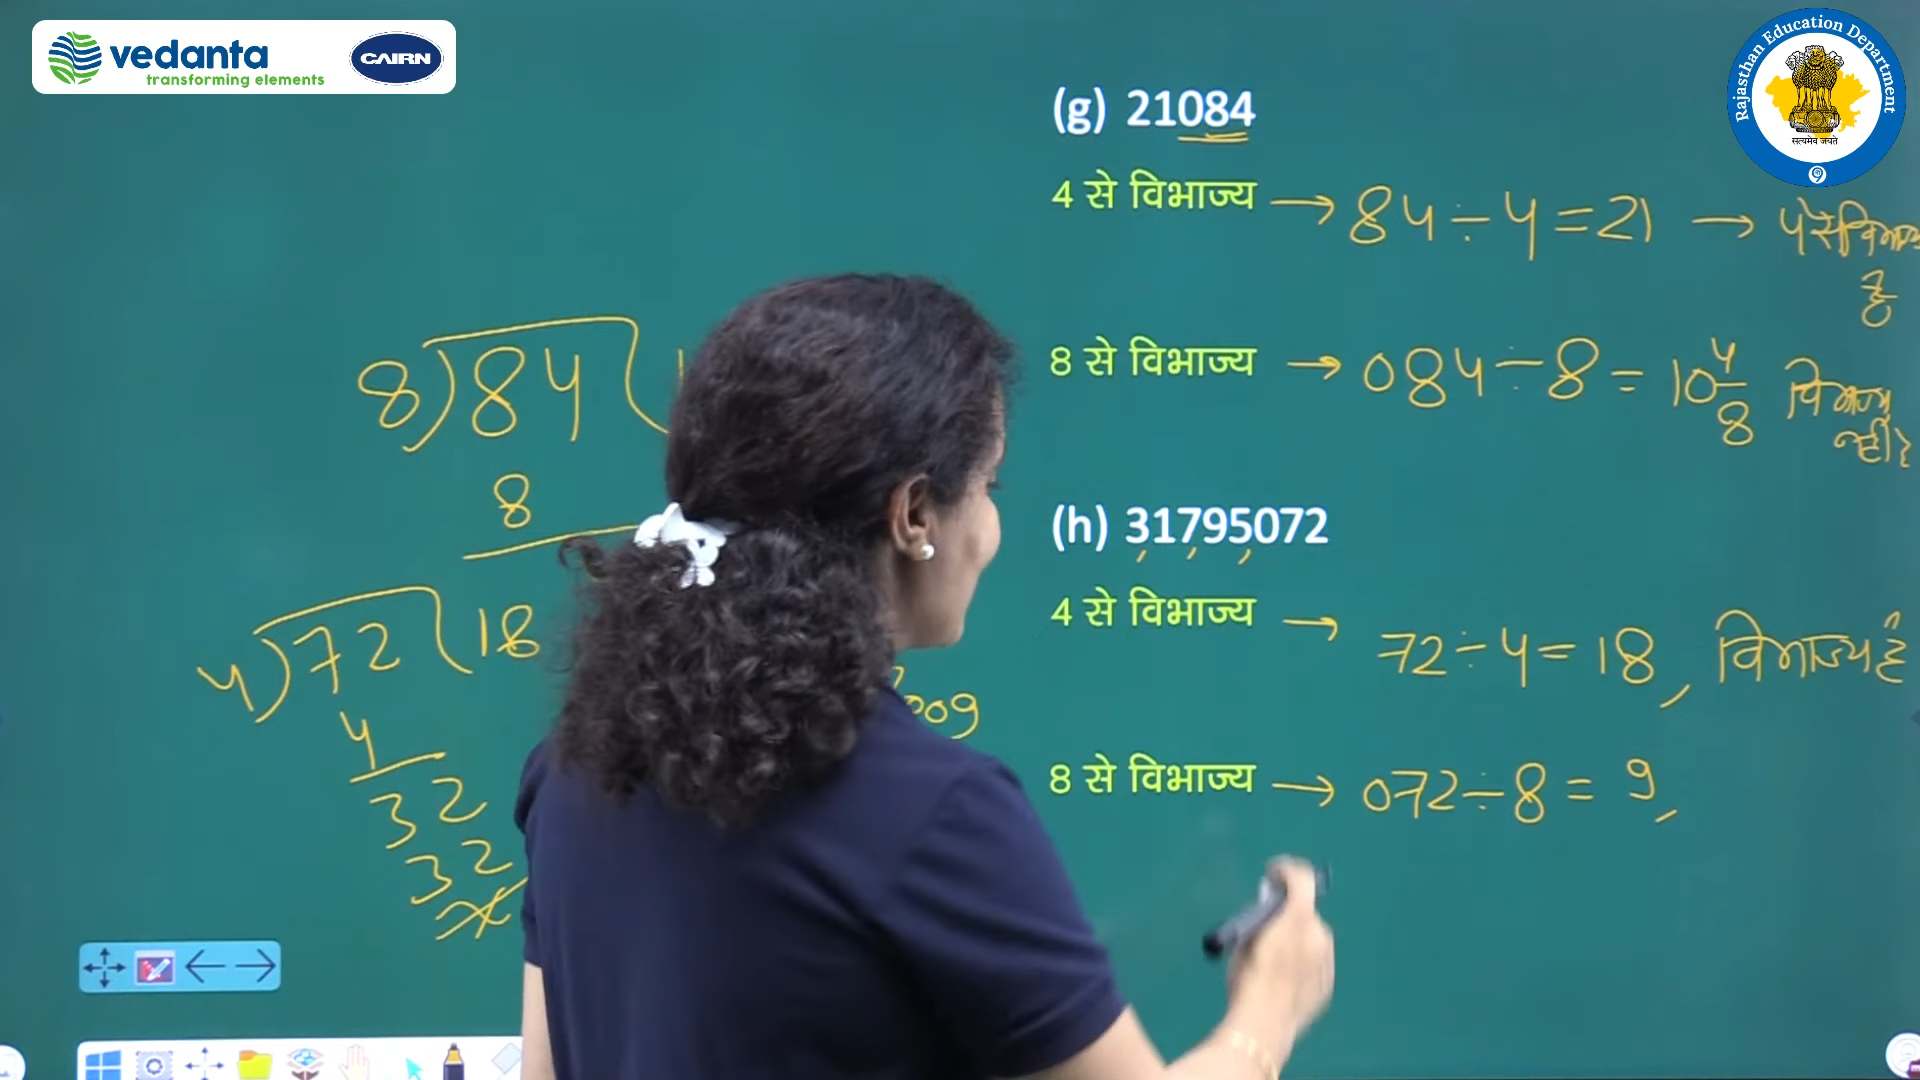 vedanta
transforming elements
CAIRN
Rajasthan Education Department
सत्यमेव जयते
(g) 21084
4 से विभाज्य → 84 ÷ 4 = 21 →
8 से विभाज्य → 084 ÷ 8 = 10 4/8 विभाज्य
(h) 31795072
4 से विभाज्य → 72 ÷ 4 = 18, विभाज्य है
8 से विभाज्य → 072 ÷ 8 = 9,
8)84(
8
4)72(18
4
32
32
×
009